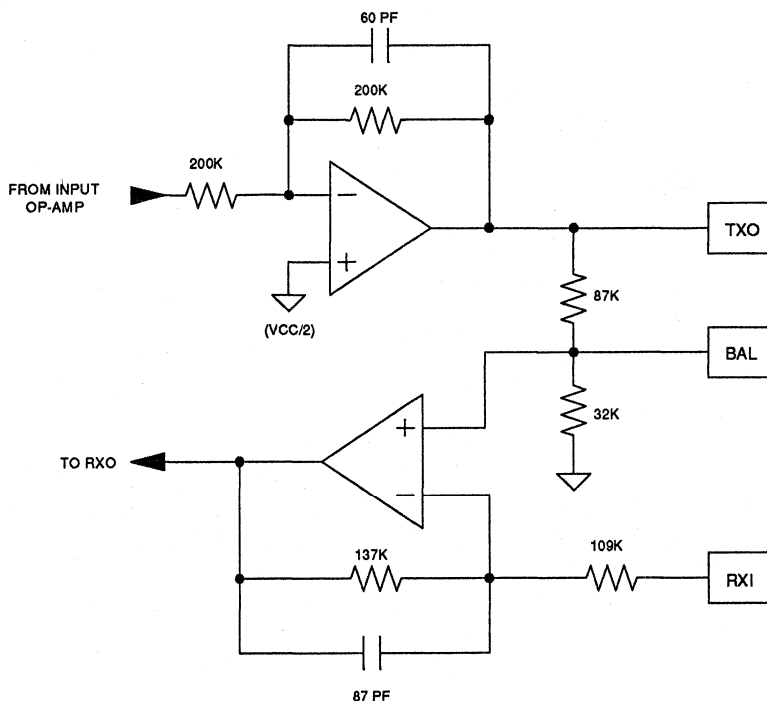 60 PF
200K
200K
FROM INPUT
OP-AMP
−
+
(VCC/2)
TXO
87K
BAL
32K
+
−
TO RXO
137K
109K
RXI
87 PF